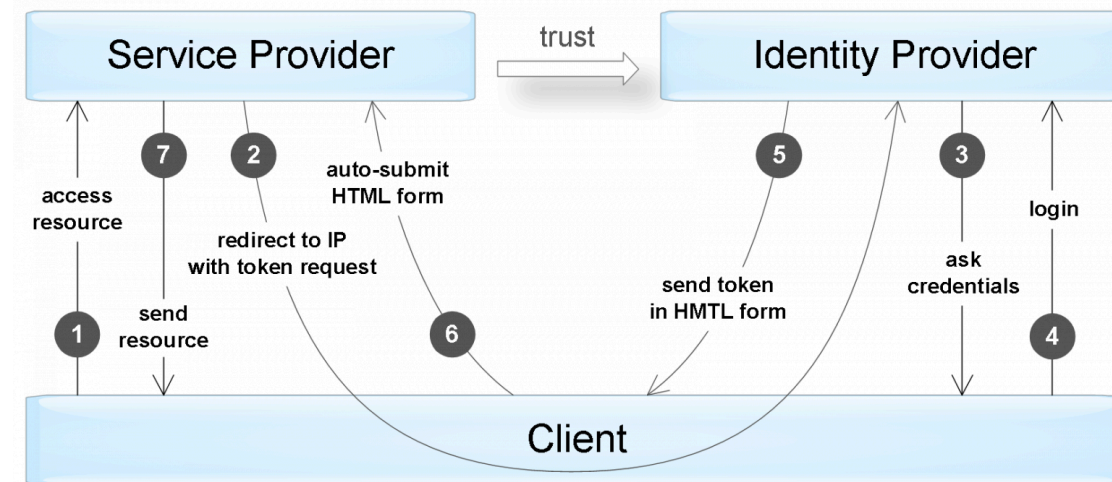 Service Provider
trust
Identity Provider
7
2
5
3
access
resource
auto-submit
HTML form
login
redirect to IP
with token request
ask
credentials
send token
in HMTL form
send
resource
1
6
4
Client